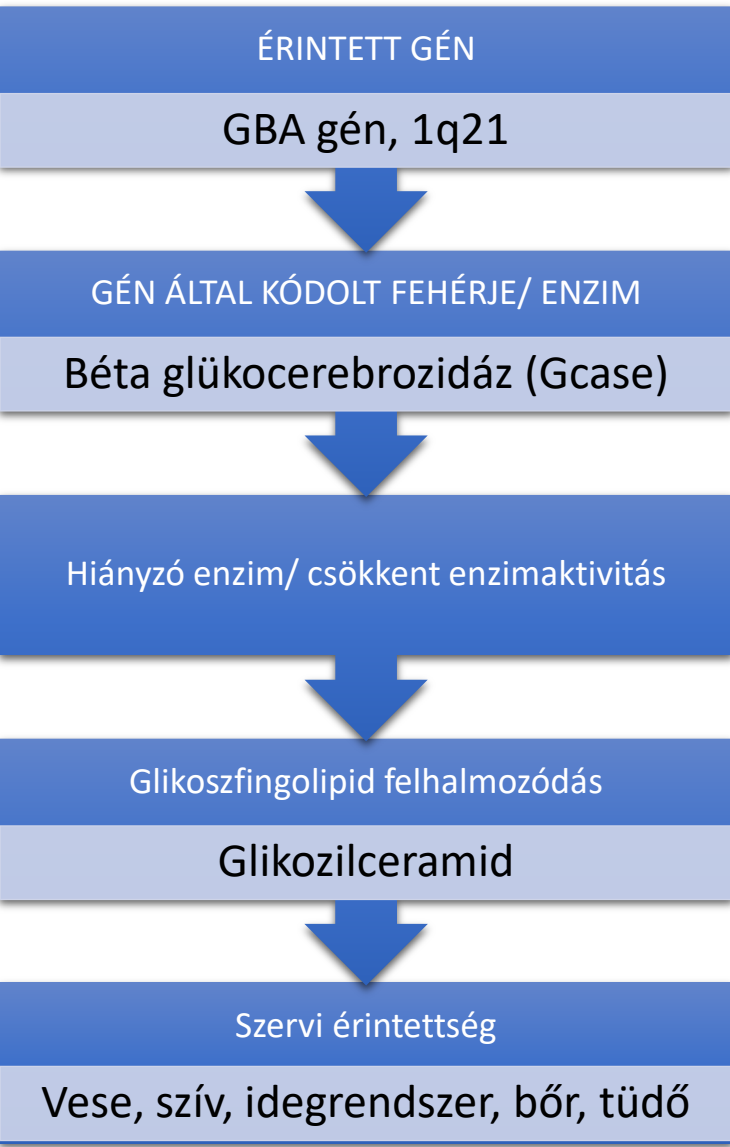 ÉRINTETT GÉN
GBA gén, 1q21
GÉN ÁLTAL KÓDOLT FEHÉRJE/ ENZIM
Béta glükocerebrozidáz (Gcase)
Hiányzó enzim/ csökkent enzimaktivitás
Glikoszfingolipid felhalmozódás
Glikozilceramid
Szervi érintettség
Vese, szív, idegrendszer, bőr, tüdő